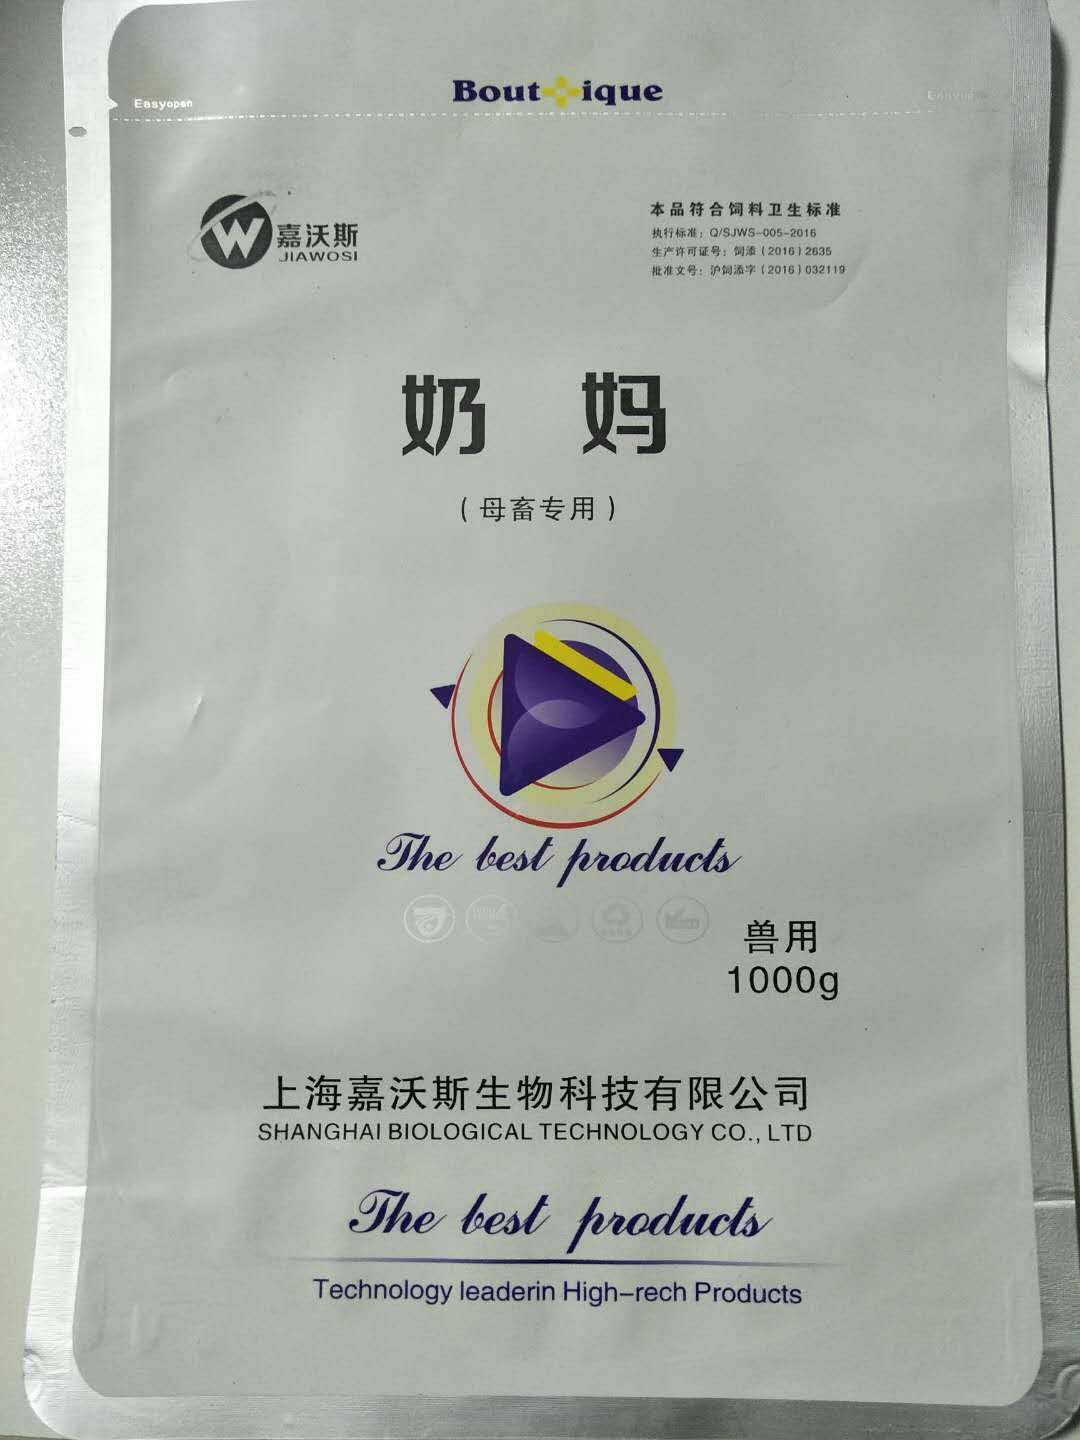 Bout ique
Easyopen
W
嘉沃斯
JIAWOSI
本品符合饲料卫生标准
执行标准：Q/SJWS-005-2016
生产许可证号：饲添（2016）2635
批准文号：沪饲添字（2016）032119
奶 妈
（母畜专用）
The best products
兽用
1000g
上海嘉沃斯生物科技有限公司
SHANGHAI BIOLOGICAL TECHNOLOGY CO., LTD
The best products
Technology leaderin High-rech Products